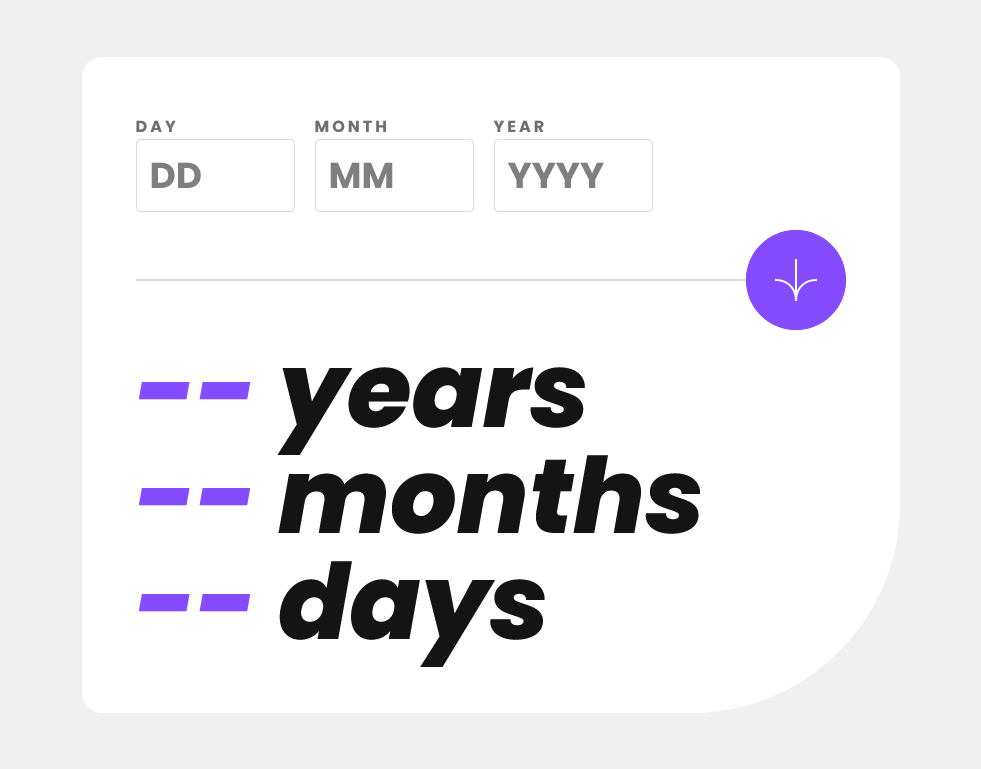 DAY MONTH YEAR
DD MM YYYY
-- years
-- months
-- days